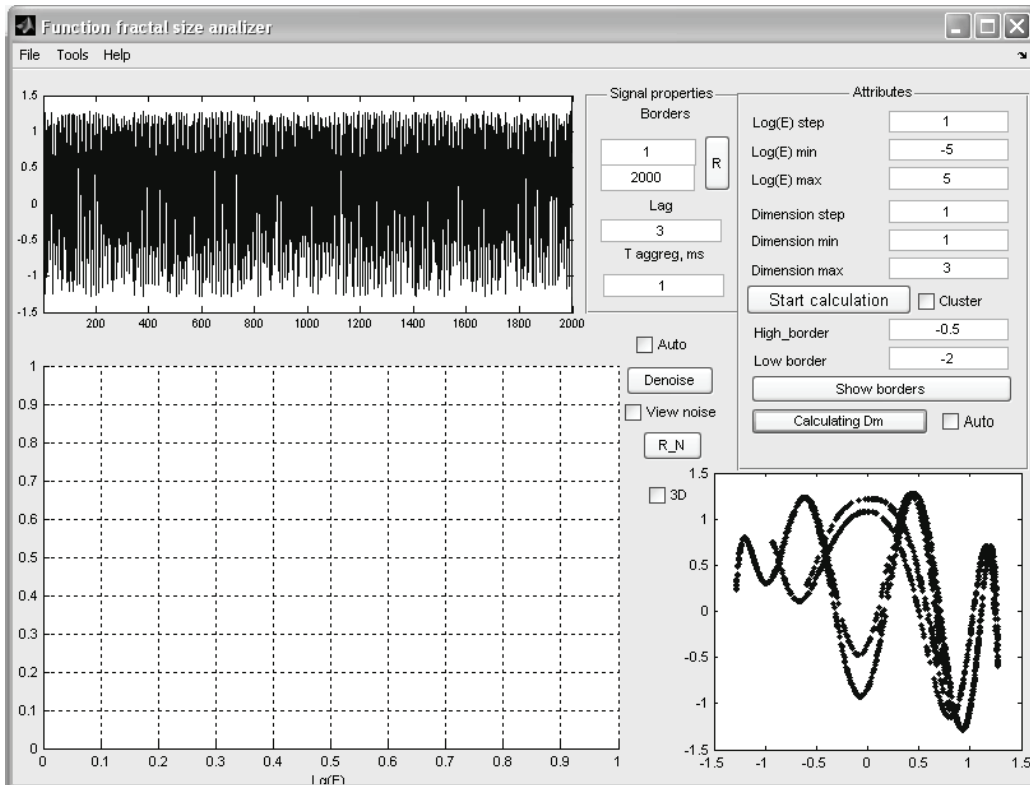 Function fractal size analizer
File Tools Help
1.5
1
0.5
0
-0.5
-1
-1.5
200 400 600 800 1000 1200 1400 1600 1800 2000
Signal properties
Borders
1
2000
R
Lag
3
T aggreg, ms
1
Attributes
Log(E) step 1
Log(E) min -5
Log(E) max 5
Dimension step 1
Dimension min 1
Dimension max 3
Start calculation Cluster
High_border -0.5
Low border -2
Show borders
Calculating Dm Auto
Auto
Denoise
View noise
R_N
3D
1
0.9
0.8
0.7
0.6
0.5
0.4
0.3
0.2
0.1
0
0 0.1 0.2 0.3 0.4 0.5 0.6 0.7 0.8 0.9 1
Lg(E)
1.5
1
0.5
0
-0.5
-1
-1.5
-1.5 -1 -0.5 0 0.5 1 1.5